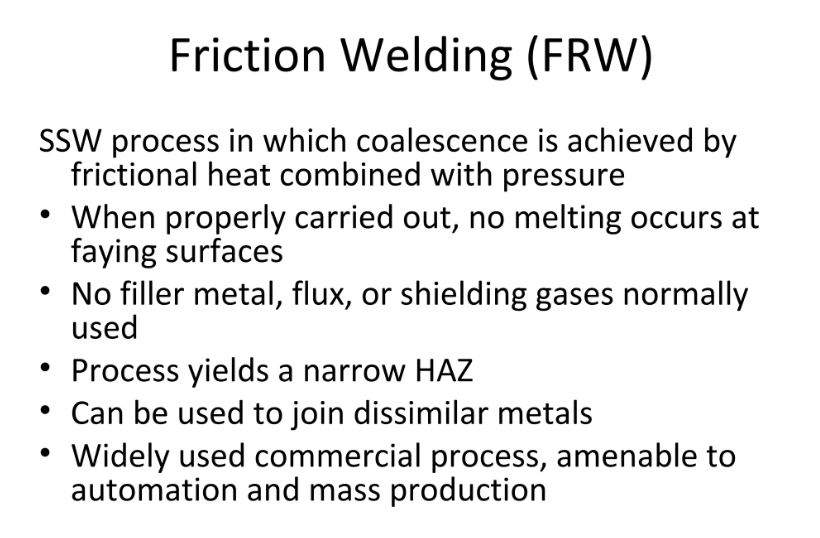 Friction Welding (FRW)
SSW process in which coalescence is achieved by
frictional heat combined with pressure
• When properly carried out, no melting occurs at
faying surfaces
• No filler metal, flux, or shielding gases normally
used
• Process yields a narrow HAZ
• Can be used to join dissimilar metals
• Widely used commercial process, amenable to
automation and mass production